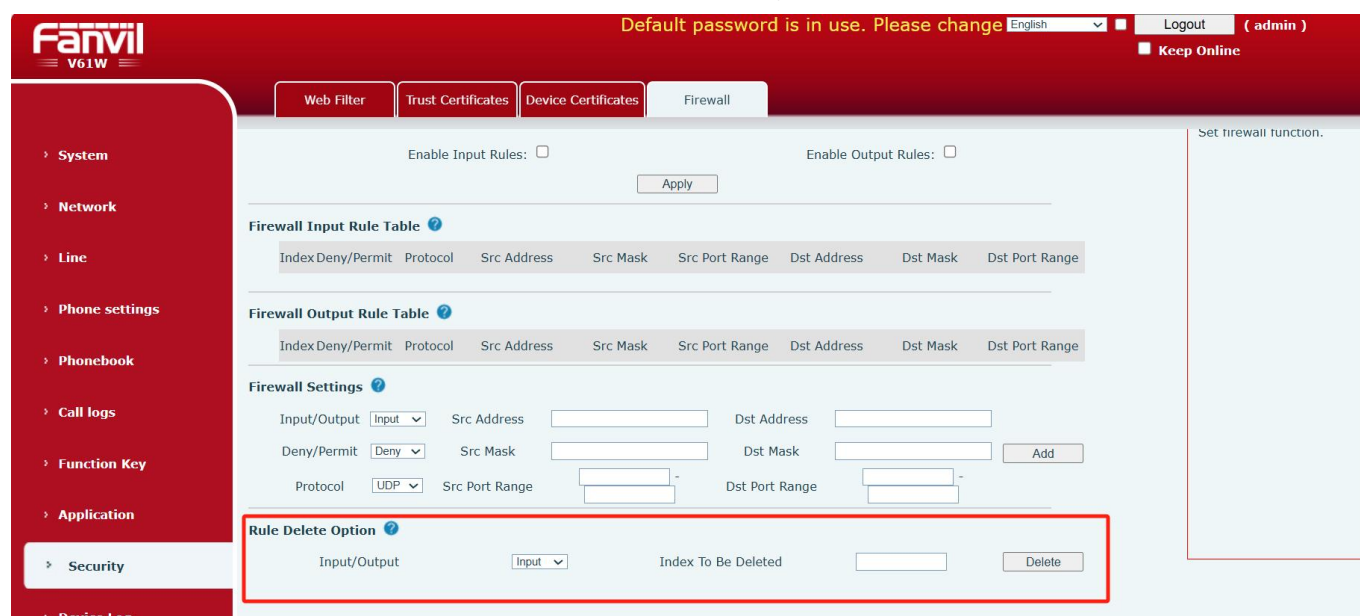 Default password is in use. Please change English Logout ( admin )
Fanvil
V61W
Keep Online
Web Filter Trust Certificates Device Certificates Firewall
Set firewall function.
System
Network
Line
Phone settings
Phonebook
Call logs
Function Key
Application
Security
Device Log
Enable Input Rules: Enable Output Rules:
Apply
Firewall Input Rule Table ?
Index Deny/Permit Protocol Src Address Src Mask Src Port Range Dst Address Dst Mask Dst Port Range
Firewall Output Rule Table ?
Index Deny/Permit Protocol Src Address Src Mask Src Port Range Dst Address Dst Mask Dst Port Range
Firewall Settings ?
Input/Output Input Src Address Dst Address
Deny/Permit Deny Src Mask Dst Mask Add
Protocol UDP Src Port Range - Dst Port Range -
Rule Delete Option ?
Input/Output Input Index To Be Deleted Delete